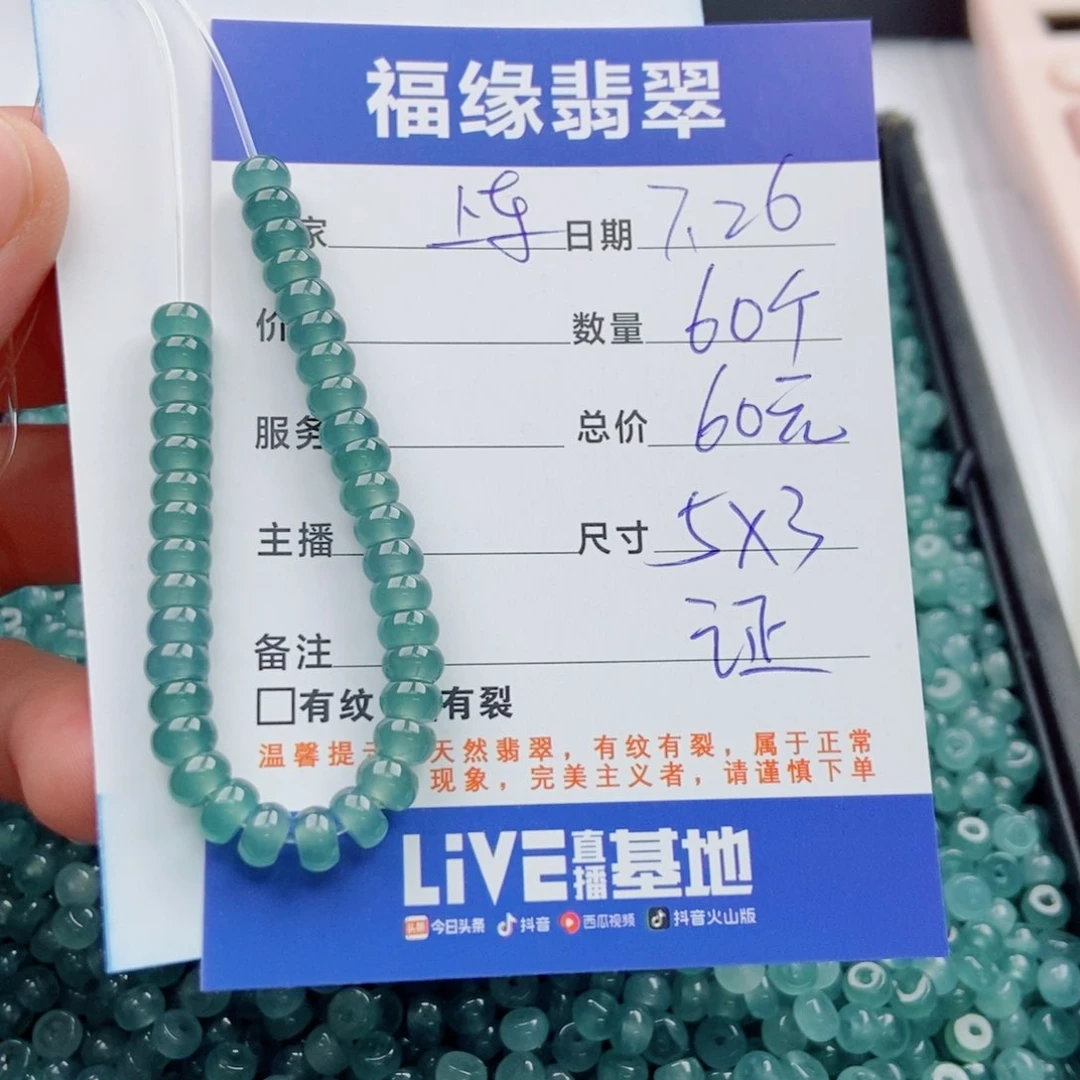 福缘翡翠
家 日期 7.26
价 数量 60个
服务 总价 60元
主播 尺寸 5X3
备注 证
有纹 有裂
温馨提示 天然翡翠，有纹有裂，属于正常
现象，完美主义者，请谨慎下单
LiVE直播基地
头条 今日头条 抖音 西瓜视频 抖音火山版